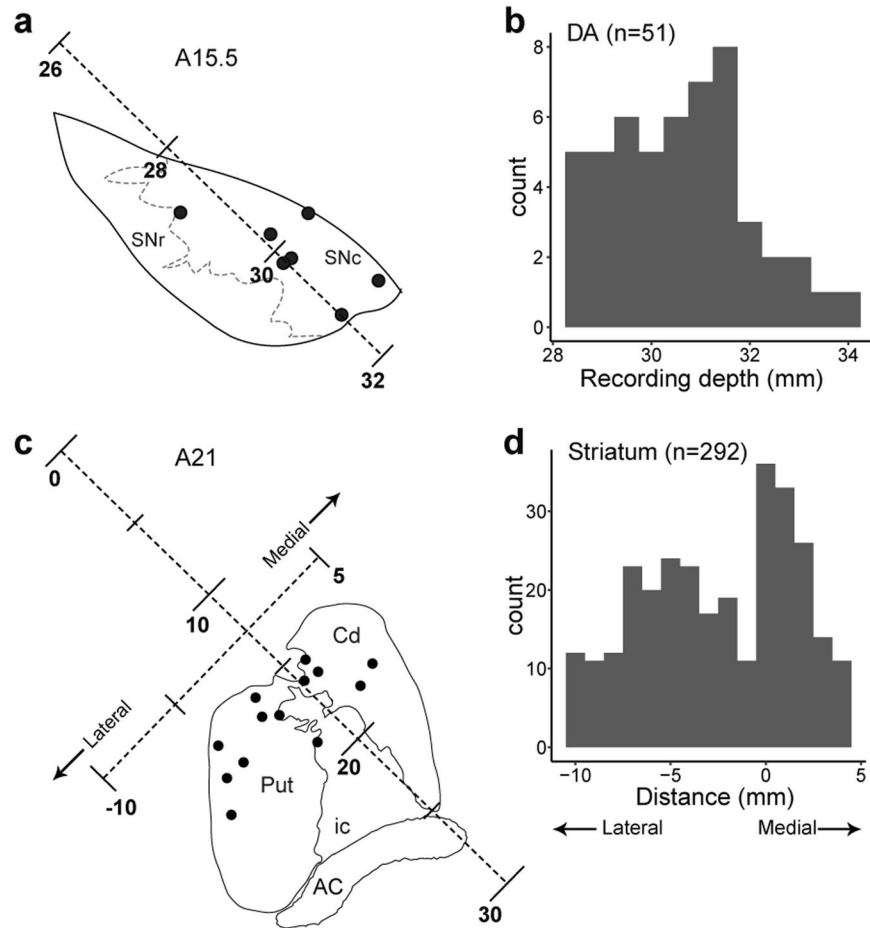 a
A15.5
26
28
SNr
30
SNc
32
b
DA (n=51)
8
6
4
2
0
count
28
30
32
34
Recording depth (mm)
c
A21
0
Medial
5
10
Cd
Lateral
-10
Put
20
ic
AC
30
d
Striatum (n=292)
30
20
10
0
count
-10
-5
0
5
Distance (mm)
Lateral
Medial